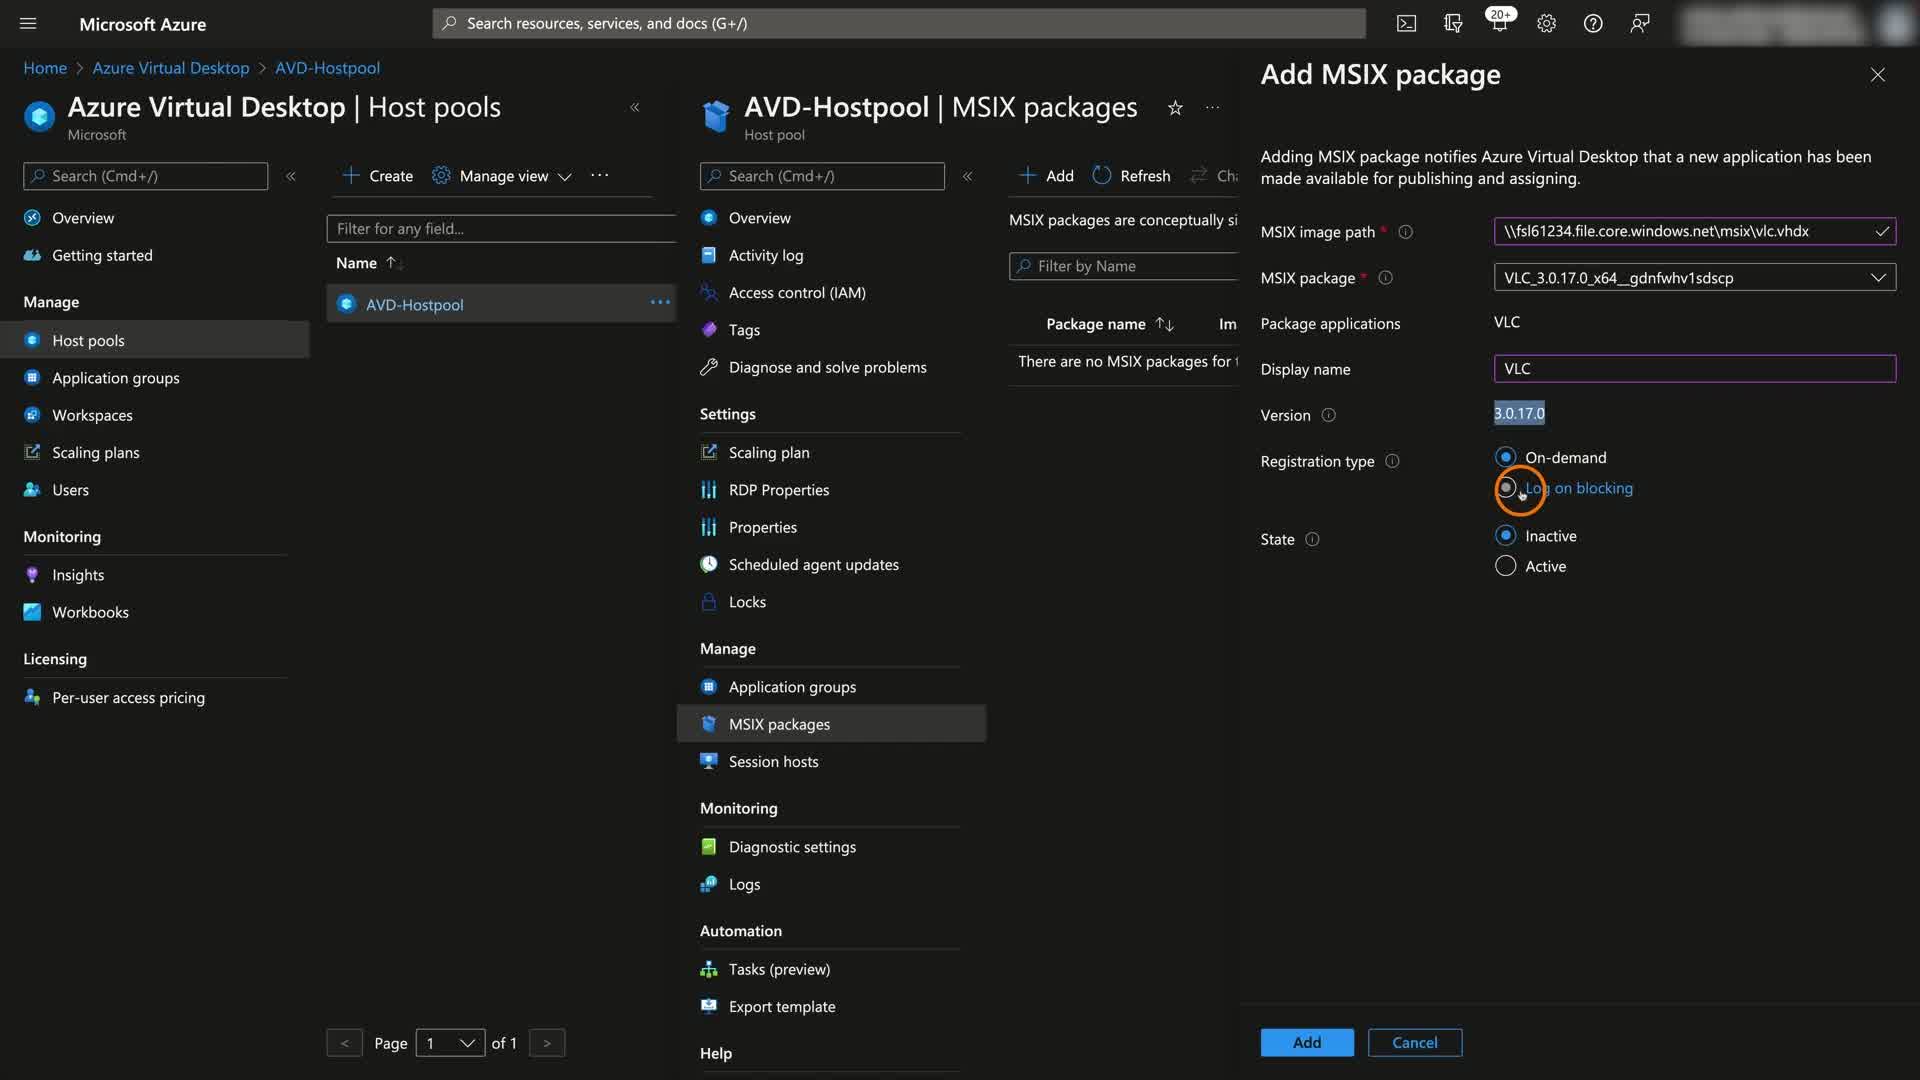 Microsoft Azure
Search resources, services, and docs (G+/)
20+
Home > Azure Virtual Desktop > AVD-Hostpool
Azure Virtual Desktop | Host pools
Microsoft
Search (Cmd+/)
Overview
Getting started
Manage
Host pools
Application groups
Workspaces
Scaling plans
Users
Monitoring
Insights
Workbooks
Licensing
Per-user access pricing
Create
Manage view
Filter for any field...
Name
AVD-Hostpool
< Page 1 of 1 >
AVD-Hostpool | MSIX packages
Host pool
Search (Cmd+/)
Overview
Activity log
Access control (IAM)
Tags
Diagnose and solve problems
Settings
Scaling plan
RDP Properties
Properties
Scheduled agent updates
Locks
Manage
Application groups
MSIX packages
Session hosts
Monitoring
Diagnostic settings
Logs
Automation
Tasks (preview)
Export template
Help
Add
Refresh
Cha
MSIX packages are conceptually si
Filter by Name
Package name
Im
There are no MSIX packages for t
Add MSIX package
Adding MSIX package notifies Azure Virtual Desktop that a new application has been
made available for publishing and assigning.
MSIX image path *
\\fsl61234.file.core.windows.net\msix\vlc.vhdx
MSIX package *
VLC_3.0.17.0_x64__gdnfwhv1sdscp
Package applications
VLC
Display name
VLC
Version
3.0.17.0
Registration type
On-demand
Log on blocking
State
Inactive
Active
Add
Cancel